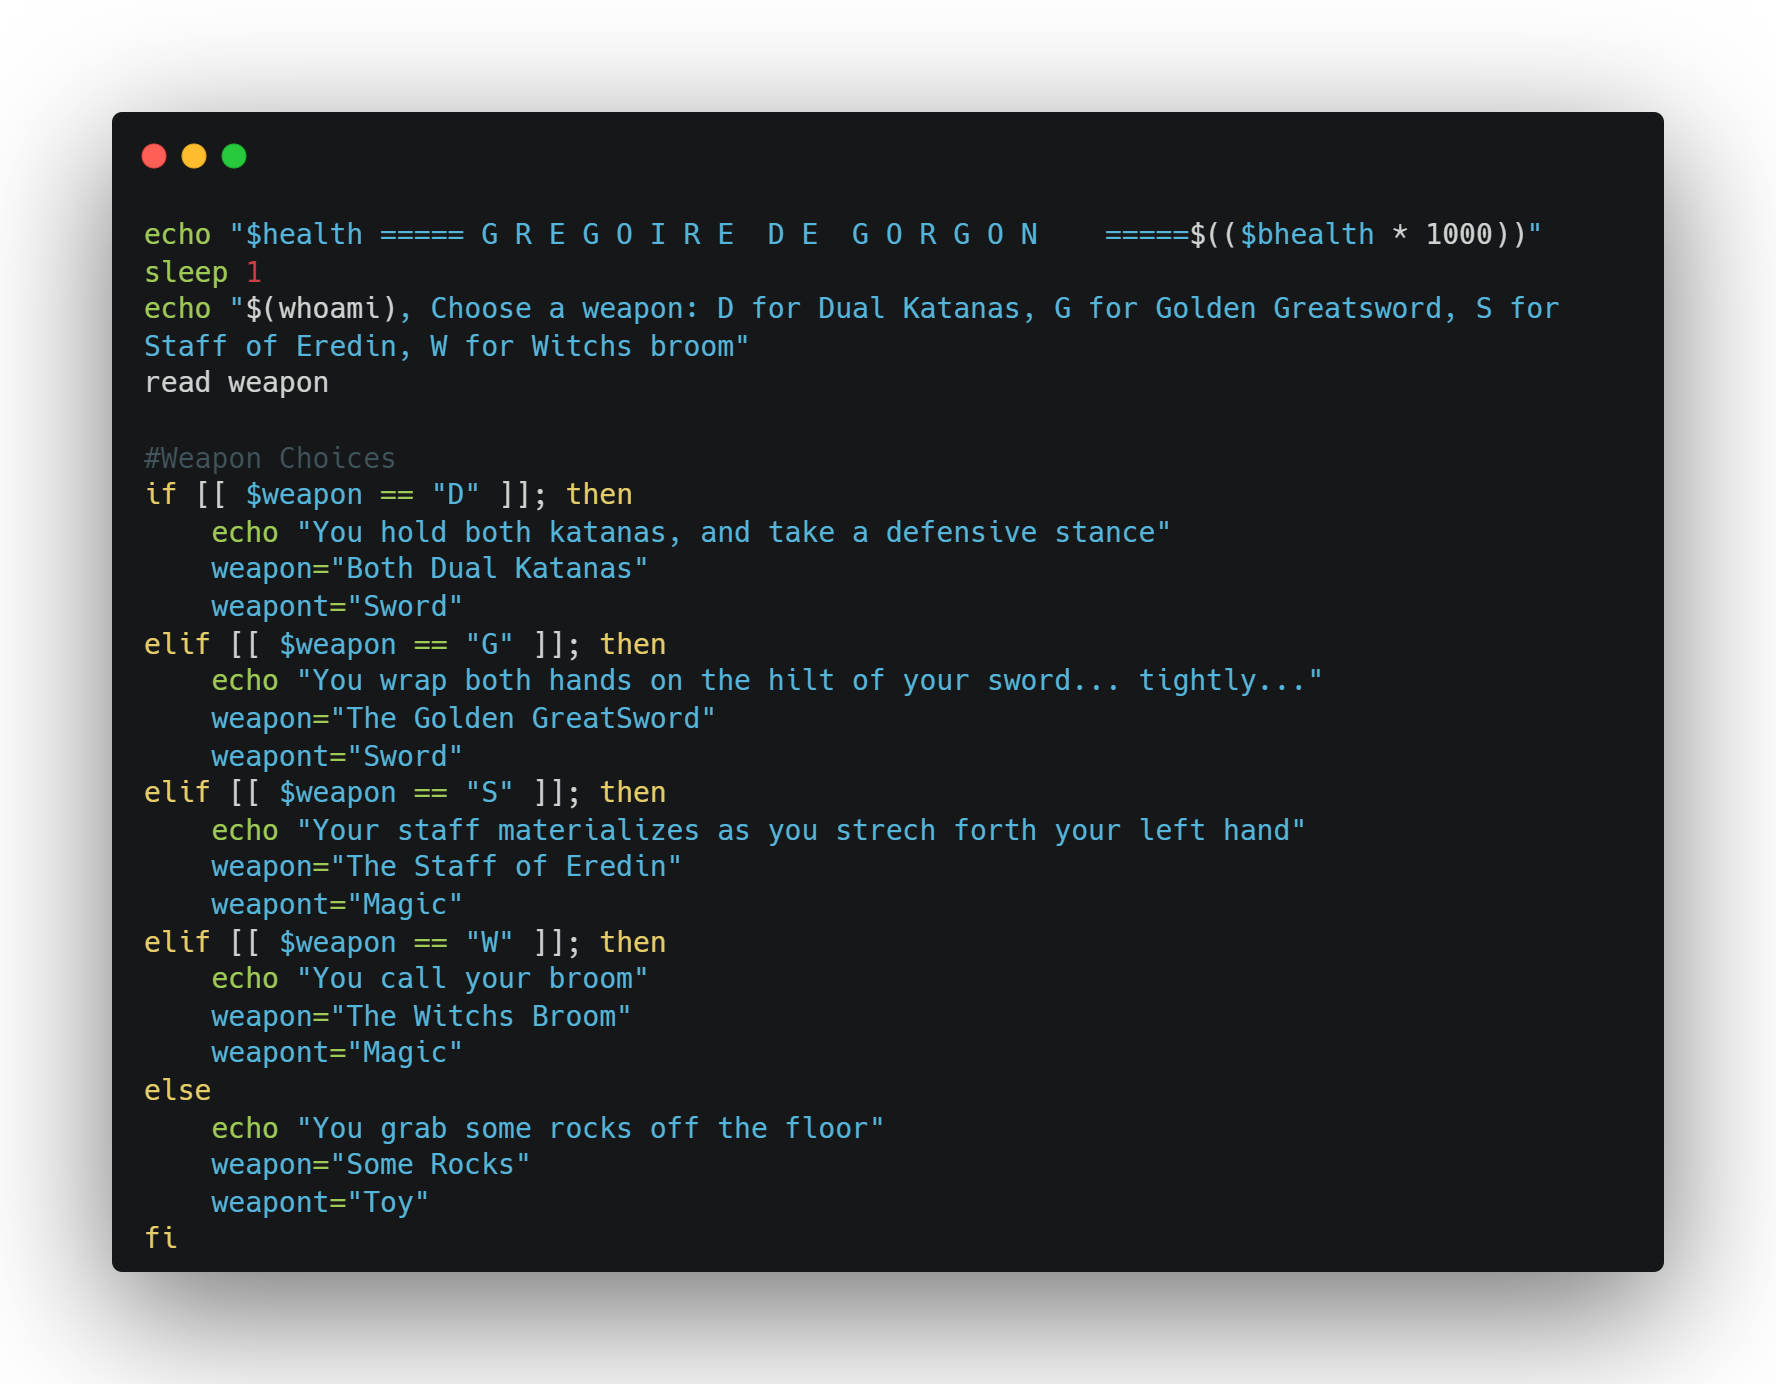 echo "$health ===== G R E G O I R E  D E  G O R G O N    =====$(($bhealth * 1000))"
sleep 1
echo "$(whoami), Choose a weapon: D for Dual Katanas, G for Golden Greatsword, S for
Staff of Eredin, W for Witchs broom"
read weapon

#Weapon Choices
if [[ $weapon == "D" ]]; then
    echo "You hold both katanas, and take a defensive stance"
    weapon="Both Dual Katanas"
    weapont="Sword"
elif [[ $weapon == "G" ]]; then
    echo "You wrap both hands on the hilt of your sword... tightly..."
    weapon="The Golden GreatSword"
    weapont="Sword"
elif [[ $weapon == "S" ]]; then
    echo "Your staff materializes as you strech forth your left hand"
    weapon="The Staff of Eredin"
    weapont="Magic"
elif [[ $weapon == "W" ]]; then
    echo "You call your broom"
    weapon="The Witchs Broom"
    weapont="Magic"
else
    echo "You grab some rocks off the floor"
    weapon="Some Rocks"
    weapont="Toy"
fi